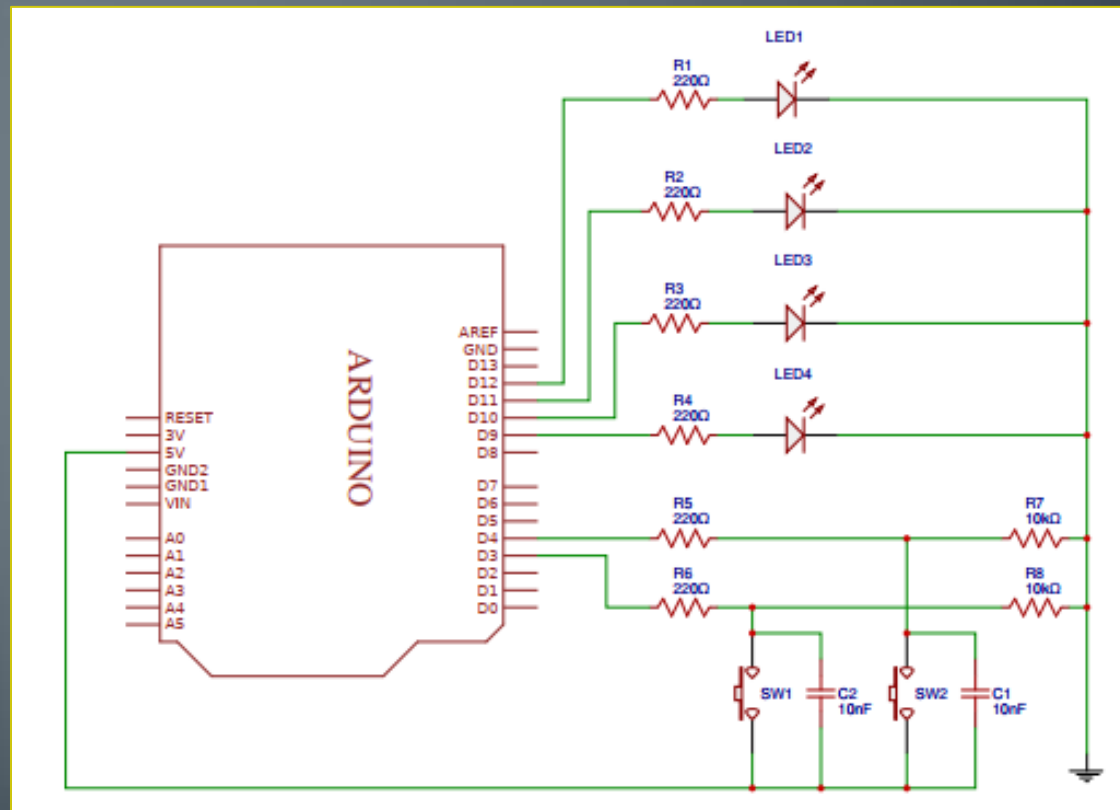 LED1
R1
220Ω
LED2
R2
220Ω
LED3
R3
220Ω
LED4
R4
220Ω
ARDUINO
AREF
GND
D13
D12
D11
D10
D9
D8
D7
D6
D5
D4
D3
D2
D1
D0
RESET
3V
5V
GND2
GND1
VIN
A0
A1
A2
A3
A4
A5
R5
220Ω
R7
10kΩ
R6
220Ω
R8
10kΩ
SW1
C2
10nF
SW2
C1
10nF